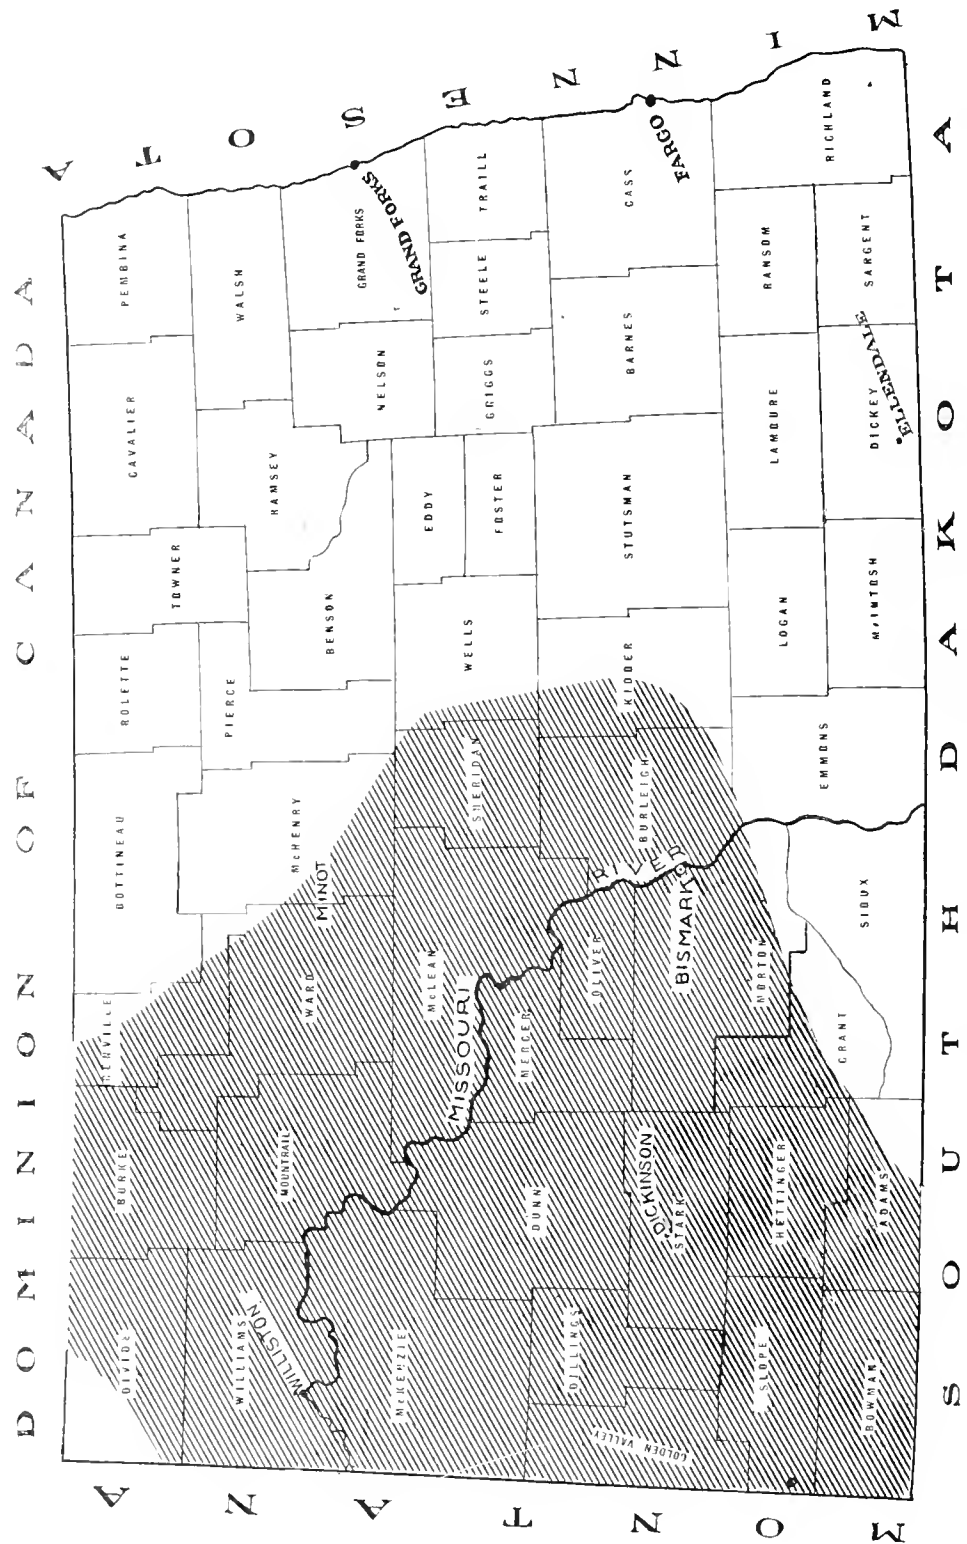 DOMINION OF CANADA
DIVIDE
BURKE
RENVILLE
BOTTINEAU
ROLETTE
TOWNER
CAVALIER
PEMBINA
WILLIAMS
WILLISTON
MOUNTRAIL
WARD
MINOT
McHENRY
PIERCE
BENSON
RAMSEY
WALSH
McKENZIE
MISSOURI
RIVER
McLEAN
SHERIDAN
WELLS
EDDY
FOSTER
NELSON
GRAND FORKS
GRAND FORKS
GRIGGS
STEELE
TRAILL
DUNN
MERCER
OLIVER
BURLEIGH
KIDDER
STUTSMAN
BARNES
CASS
FARGO
GOLDEN VALLEY
BILLINGS
STARK
DICKINSON
MORTON
BISMARK
SLOPE
HETTINGER
GRANT
EMMONS
LOGAN
LAMOURE
RANSOM
RICHLAND
BOWMAN
ADAMS
SIOUX
McINTOSH
DICKEY
ELLENDALE
SARGENT
MONTANA
MINNESOTA
SOUTH DAKOTA